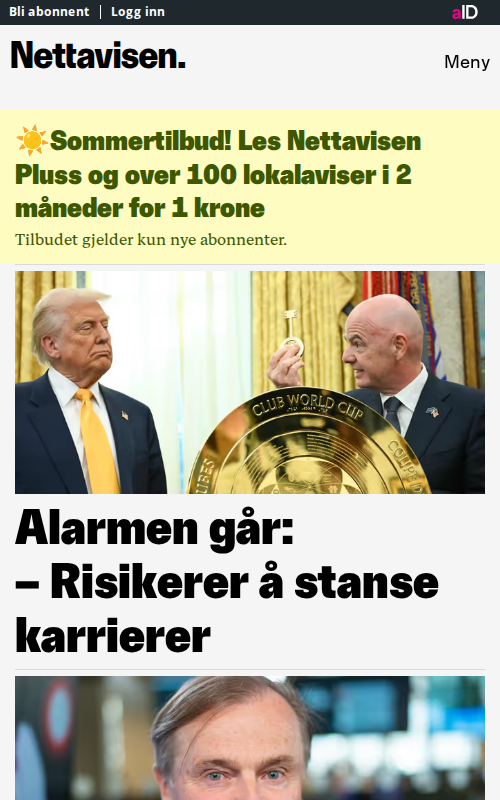 Bli abonnent
Logg inn
aID
Nettavisen.
Meny
Sommertilbud! Les Nettavisen
Pluss og over 100 lokalaviser i 2
måneder for 1 krone
Tilbudet gjelder kun nye abonnenter.
CLUB WORLD CUP
Alarmen går:
– Risikerer å stanse
karrierer